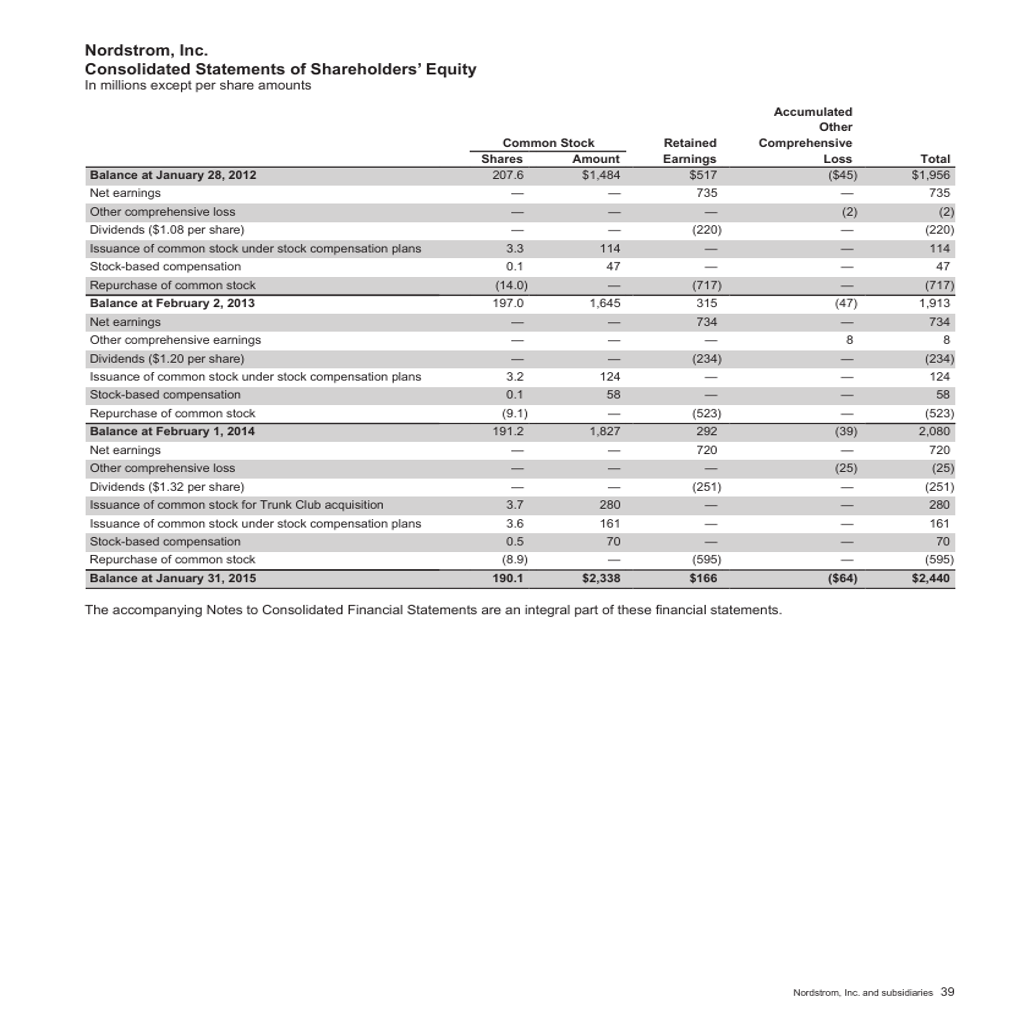 Nordstrom, Inc.
Consolidated Statements of Shareholders’ Equity
In millions except per share amounts
Accumulated
Other
Common Stock Retained Comprehensive
Shares Amount Earnings Loss Total
Balance at January 28, 2012 207.6 $1,484 $517 ($45) $1,956
Net earnings — — 735 — 735
Other comprehensive loss — — — (2) (2)
Dividends ($1.08 per share) — — (220) — (220)
Issuance of common stock under stock compensation plans 3.3 114 — — 114
Stock-based compensation 0.1 47 — — 47
Repurchase of common stock (14.0) — (717) — (717)
Balance at February 2, 2013 197.0 1,645 315 (47) 1,913
Net earnings — — 734 — 734
Other comprehensive earnings — — — 8 8
Dividends ($1.20 per share) — — (234) — (234)
Issuance of common stock under stock compensation plans 3.2 124 — — 124
Stock-based compensation 0.1 58 — — 58
Repurchase of common stock (9.1) — (523) — (523)
Balance at February 1, 2014 191.2 1,827 292 (39) 2,080
Net earnings — — 720 — 720
Other comprehensive loss — — — (25) (25)
Dividends ($1.32 per share) — — (251) — (251)
Issuance of common stock for Trunk Club acquisition 3.7 280 — — 280
Issuance of common stock under stock compensation plans 3.6 161 — — 161
Stock-based compensation 0.5 70 — — 70
Repurchase of common stock (8.9) — (595) — (595)
Balance at January 31, 2015 190.1 $2,338 $166 ($64) $2,440
The accompanying Notes to Consolidated Financial Statements are an integral part of these financial statements.
Nordstrom, Inc. and subsidiaries 39